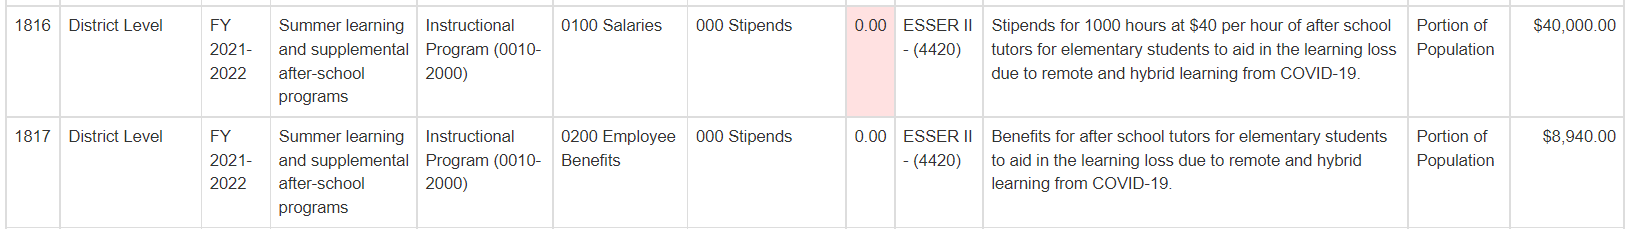 1816 District Level FY 2021-2022 Summer learning and supplemental after-school programs Instructional Program (0010-2000) 0100 Salaries 000 Stipends 0.00 ESSER II - (4420) Stipends for 1000 hours at $40 per hour of after school tutors for elementary students to aid in the learning loss due to remote and hybrid learning from COVID-19. Portion of Population $40,000.00
1817 District Level FY 2021-2022 Summer learning and supplemental after-school programs Instructional Program (0010-2000) 0200 Employee Benefits 000 Stipends 0.00 ESSER II - (4420) Benefits for after school tutors for elementary students to aid in the learning loss due to remote and hybrid learning from COVID-19. Portion of Population $8,940.00